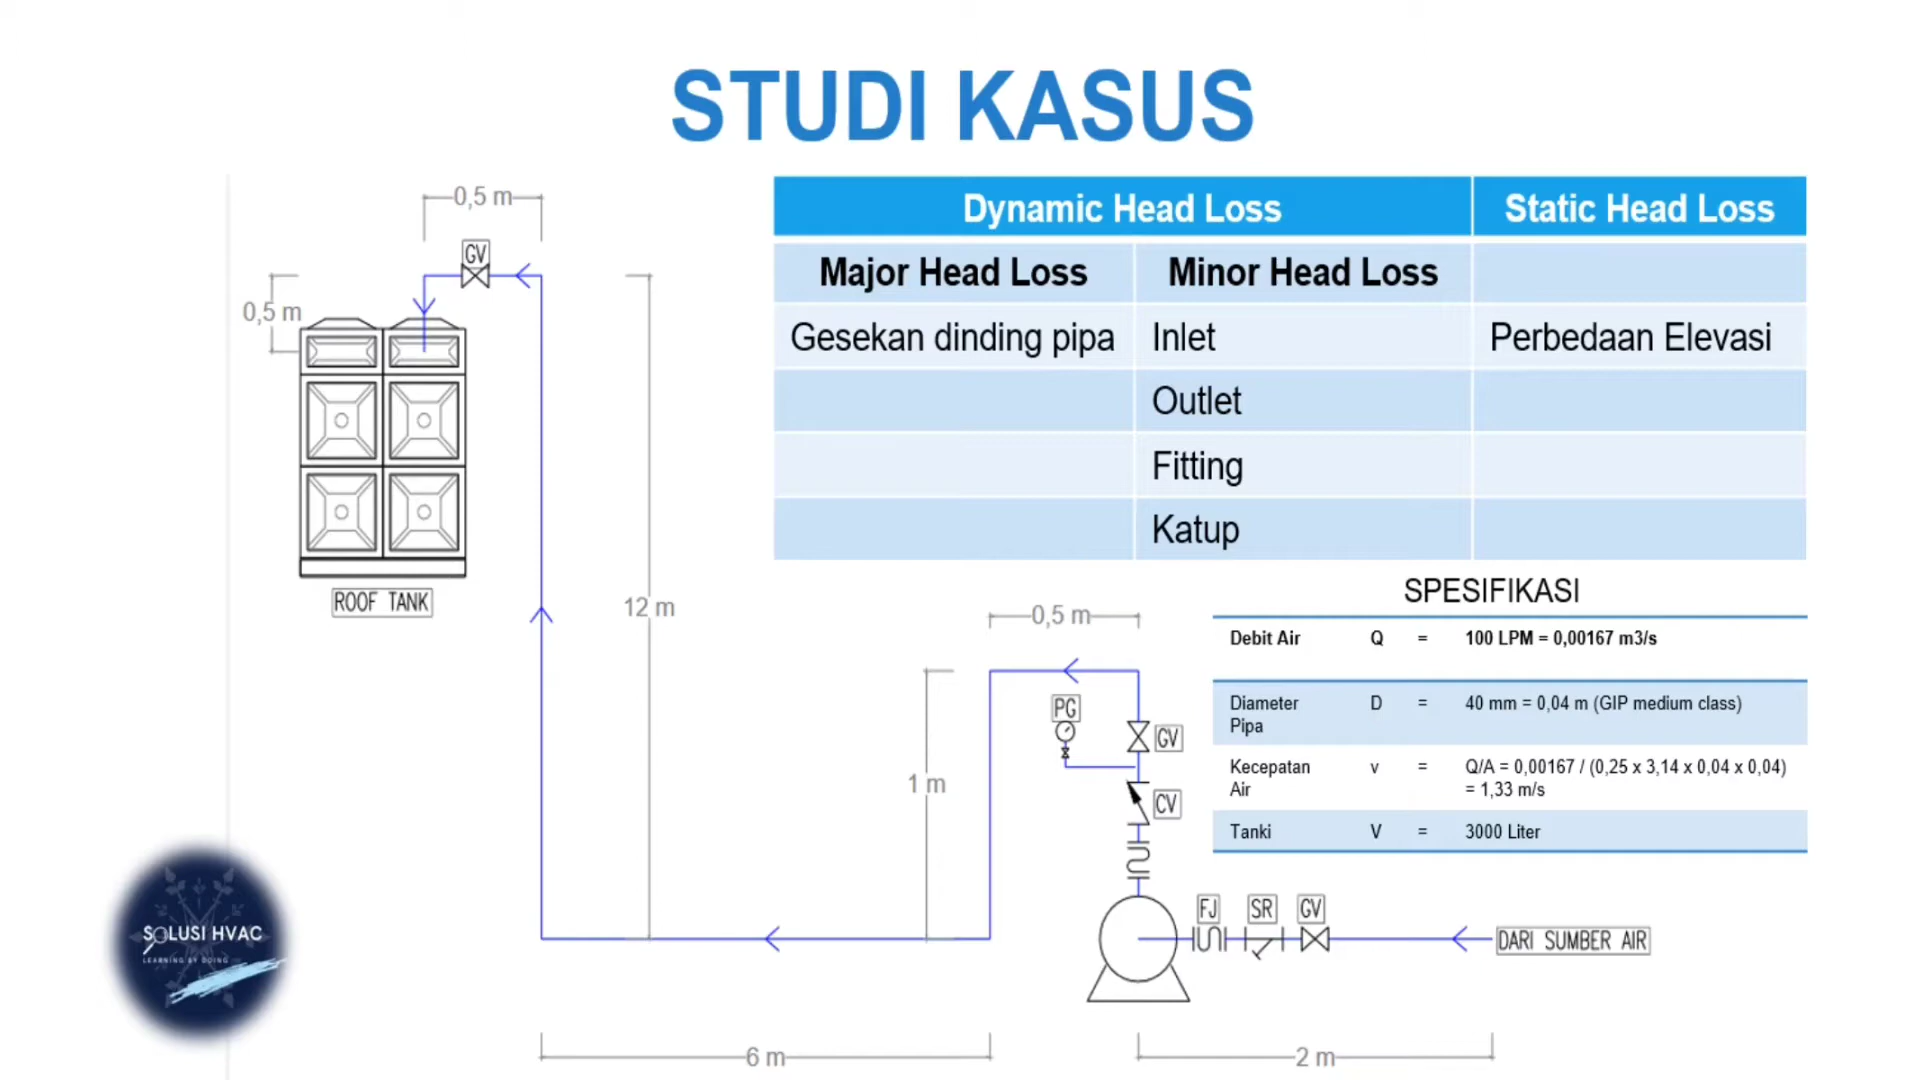 STUDI KASUS
0,5 m
GV
0,5 m
ROOF TANK
12 m
Dynamic Head Loss
Static Head Loss
Major Head Loss
Minor Head Loss
Gesekan dinding pipa
Inlet
Perbedaan Elevasi
Outlet
Fitting
Katup
SPESIFIKASI
Debit Air Q = 100 LPM = 0,00167 m3/s
Diameter Pipa D = 40 mm = 0,04 m (GIP medium class)
Kecepatan Air v = Q/A = 0,00167 / (0,25 x 3,14 x 0,04 x 0,04)
= 1,33 m/s
Tanki V = 3000 Liter
0,5 m
PG
GV
1 m
CV
FJ
SR
GV
DARI SUMBER AIR
6 m
2 m
SOLUSI HVAC
LEARNING BY DOING